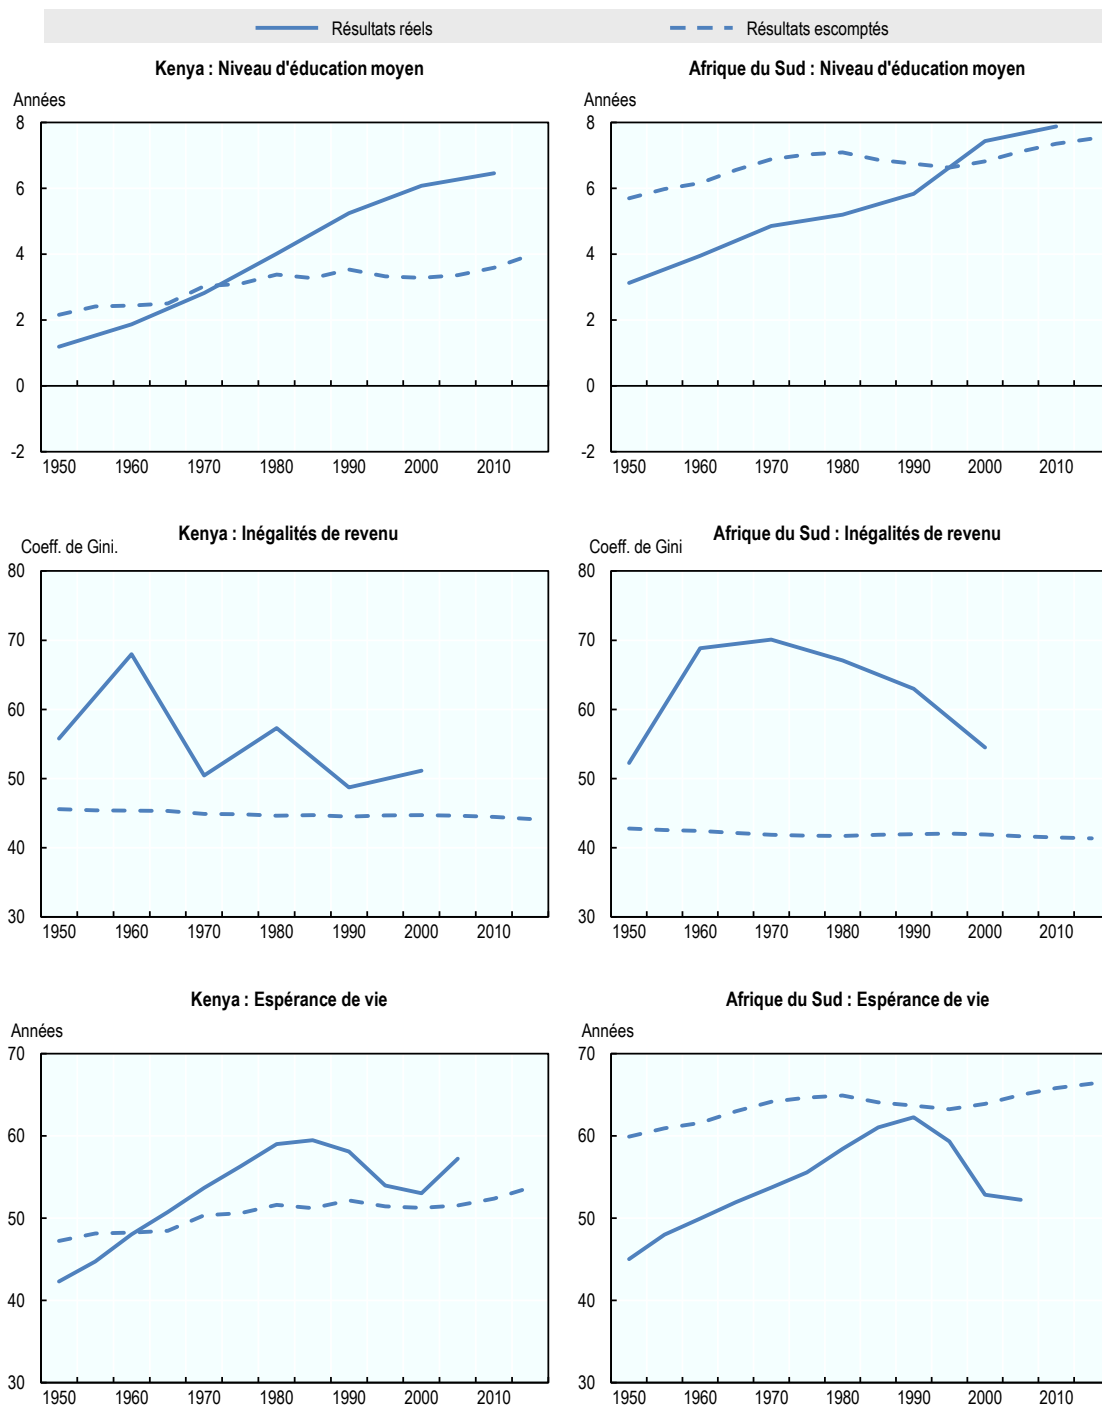 Résultats réels
Résultats escomptés
Kenya : Niveau d'éducation moyen
Années
8
6
4
2
0
-2
1950 1960 1970 1980 1990 2000 2010
Afrique du Sud : Niveau d'éducation moyen
Années
8
6
4
2
0
-2
1950 1960 1970 1980 1990 2000 2010
Kenya : Inégalités de revenu
Coeff. de Gini.
80
70
60
50
40
30
1950 1960 1970 1980 1990 2000 2010
Afrique du Sud : Inégalités de revenu
Coeff. de Gini
80
70
60
50
40
30
1950 1960 1970 1980 1990 2000 2010
Kenya : Espérance de vie
Années
70
60
50
40
30
1950 1960 1970 1980 1990 2000 2010
Afrique du Sud : Espérance de vie
Années
70
60
50
40
30
1950 1960 1970 1980 1990 2000 2010